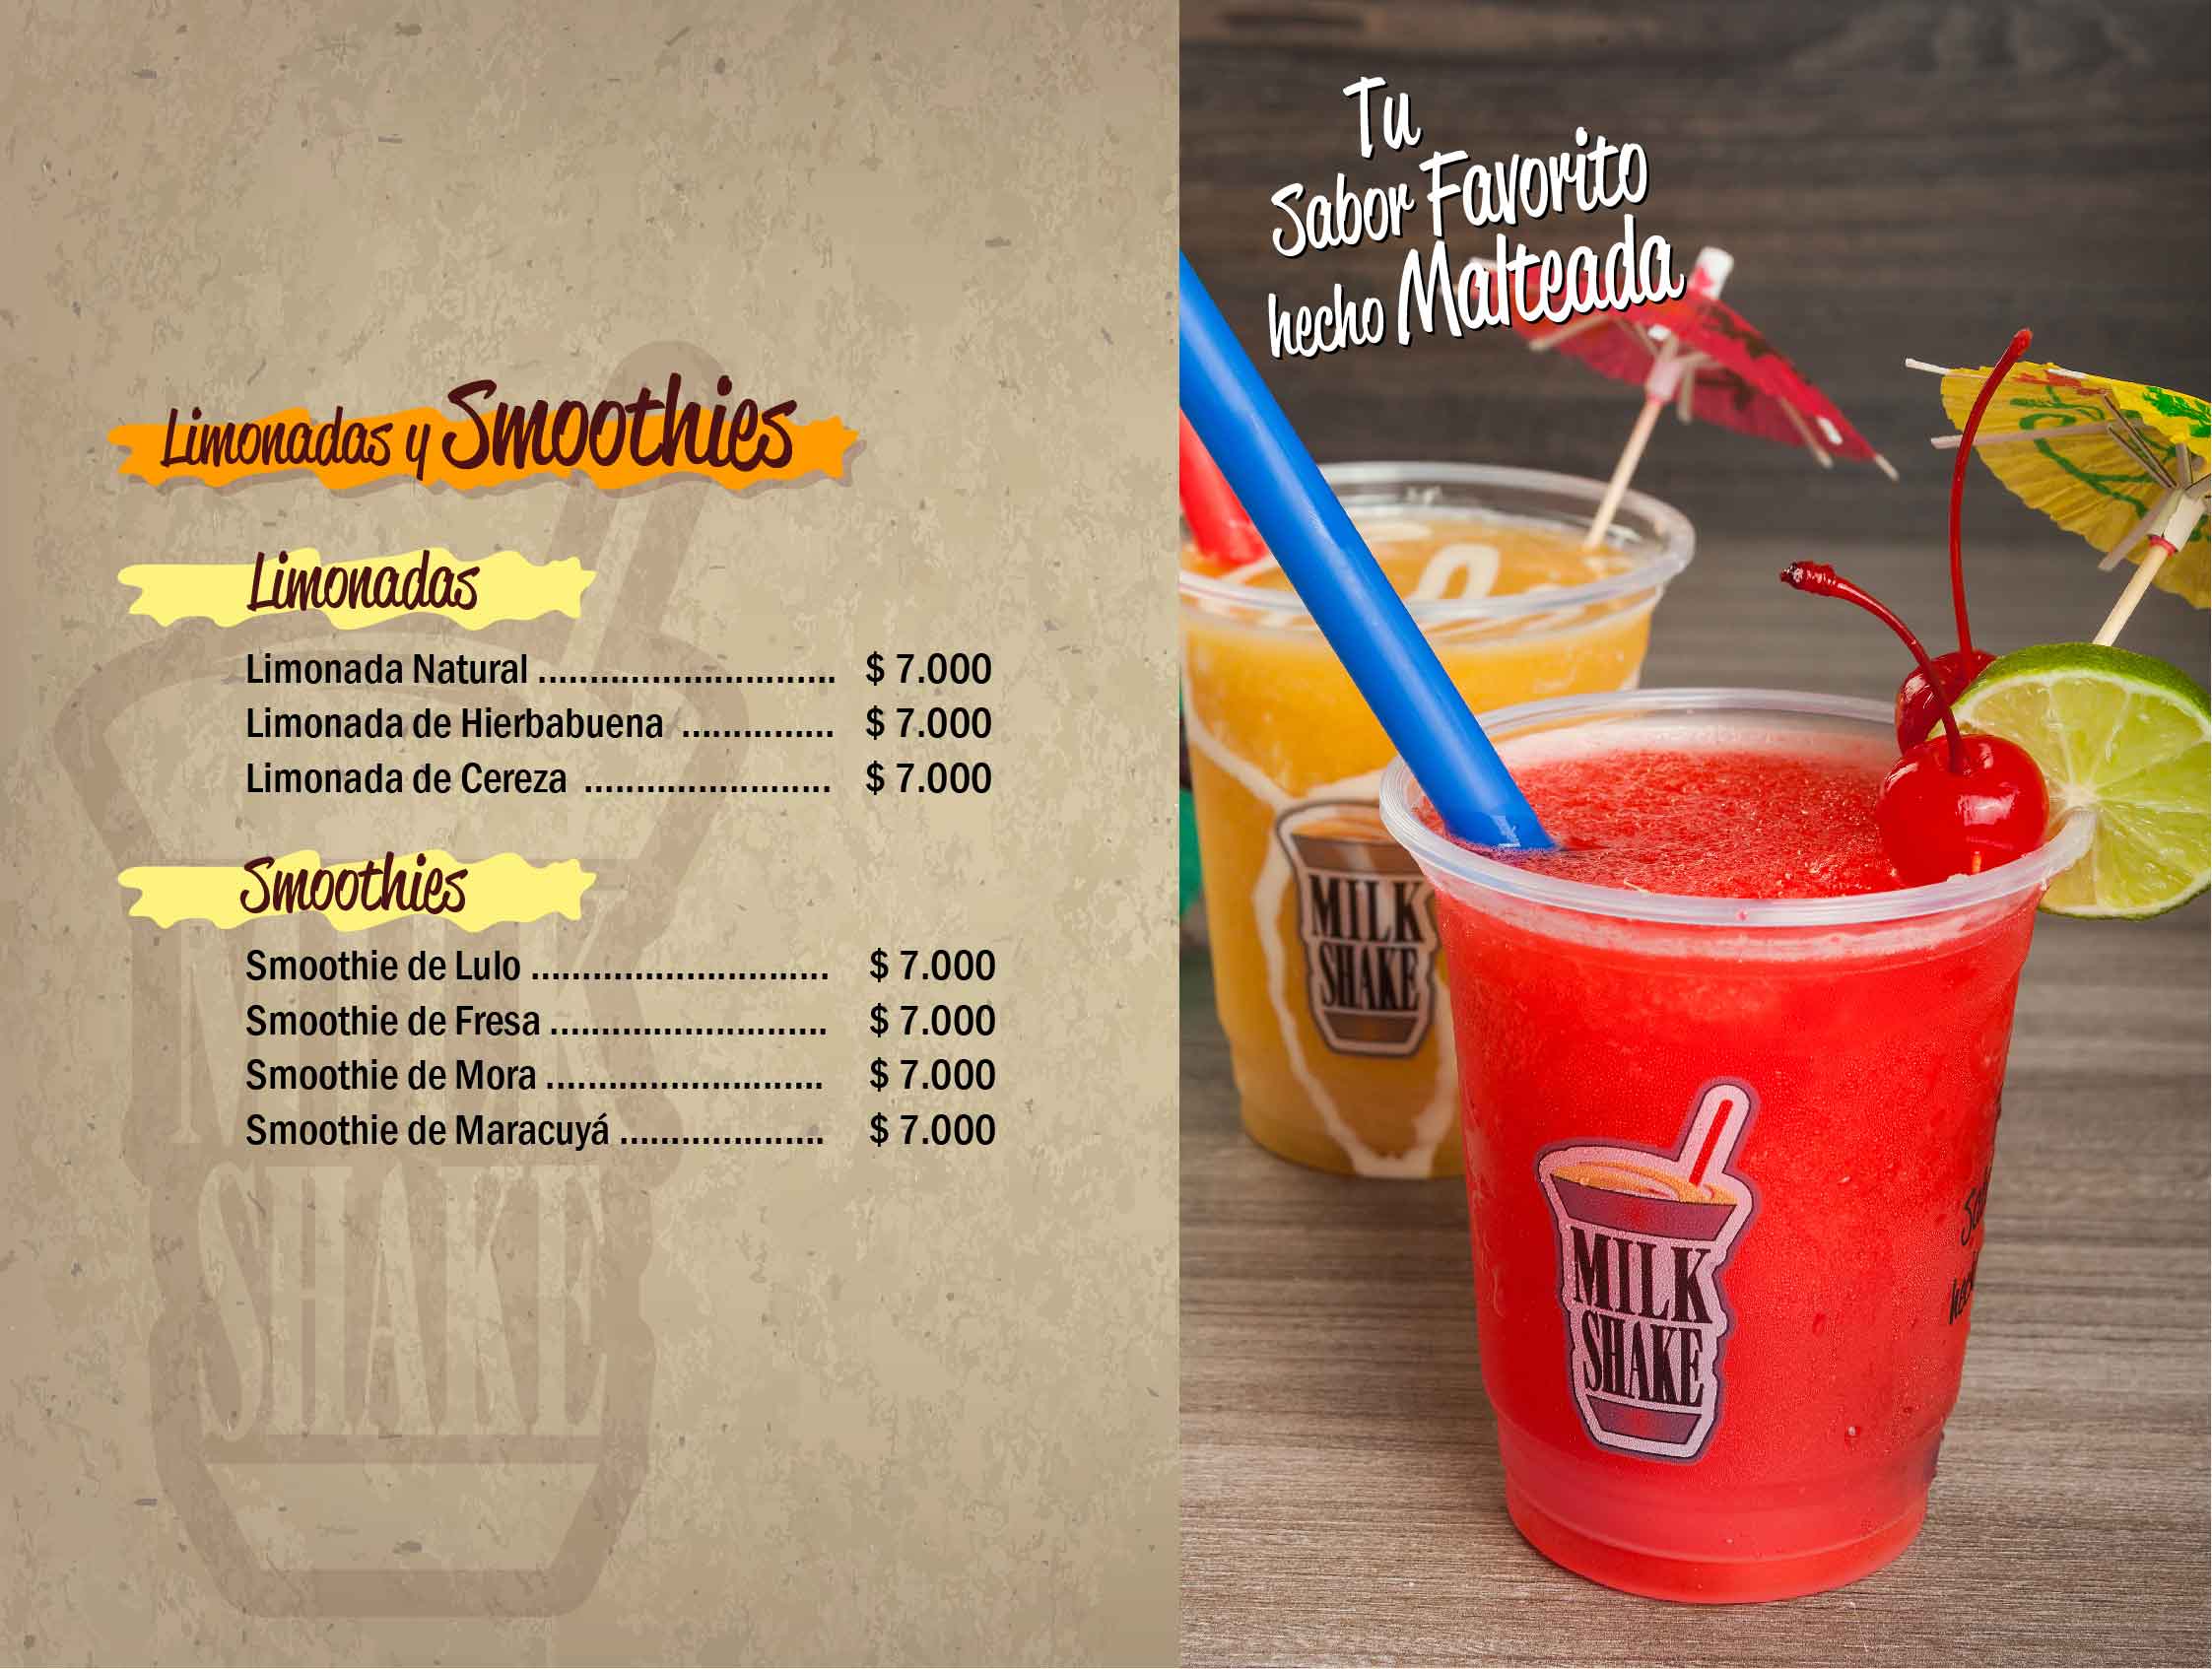 Limonadas y Smoothies
Limonadas
Limonada Natural ............................. $ 7.000
Limonada de Hierbabuena ............... $ 7.000
Limonada de Cereza ........................ $ 7.000
Smoothies
Smoothie de Lulo ............................. $ 7.000
Smoothie de Fresa ........................... $ 7.000
Smoothie de Mora ........................... $ 7.000
Smoothie de Maracuyá .................... $ 7.000
MILK
SHAKE
Tu
Sabor Favorito
hecho Malteada
MILK
SHAKE
MILK
SHAKE